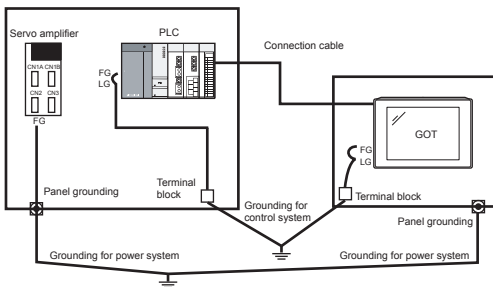 Servo amplifier
PLC
Connection cable
CN1A CN1B
CN2 CN3
FG
FG
LG
GOT
FG
LG
Panel grounding
Terminal
block
Grounding for
control system
Terminal block
Panel grounding
Grounding for power system
Grounding for power system